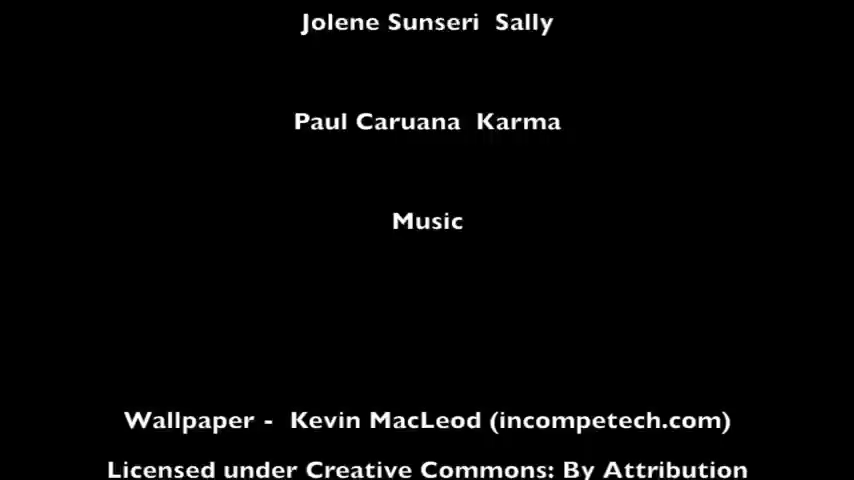 Jolene Sunseri  Sally
Paul Caruana  Karma
Music
Wallpaper -  Kevin MacLeod (incompetech.com)
Licensed under Creative Commons: By Attribution